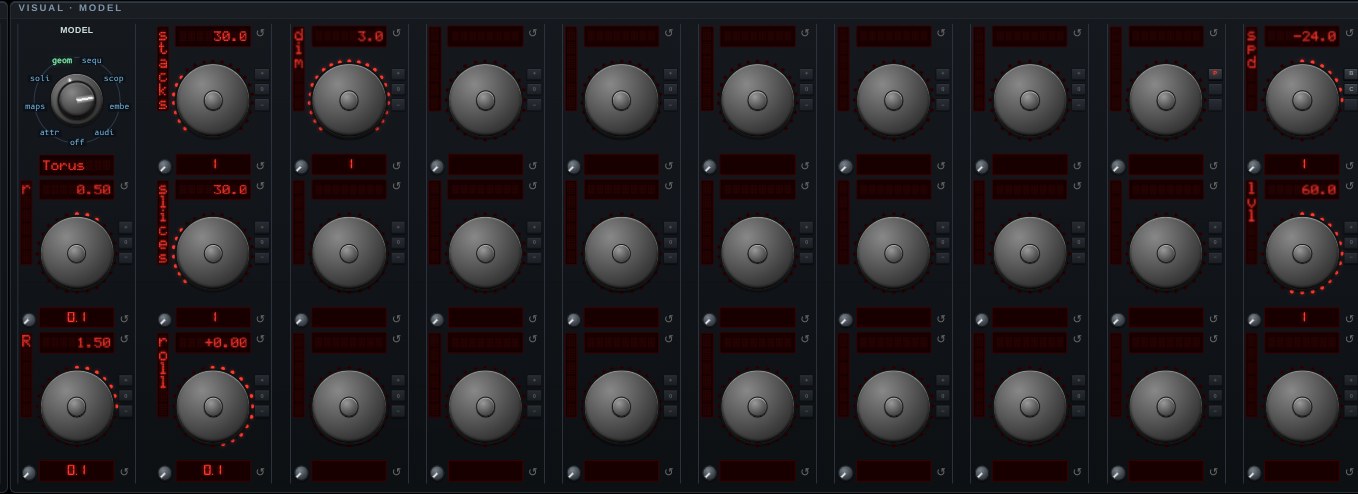 VISUAL - MODEL
MODEL
geom sequ
soli scop
maps embe
attr audi
off
Torus
r 0.50
0.1
R 1.50
0.1
stacks 30.0
1
slices 30.0
1
roll +0.00
0.1
dim 3.0
1
P
spd -24.0
1
lvl 60.0
1